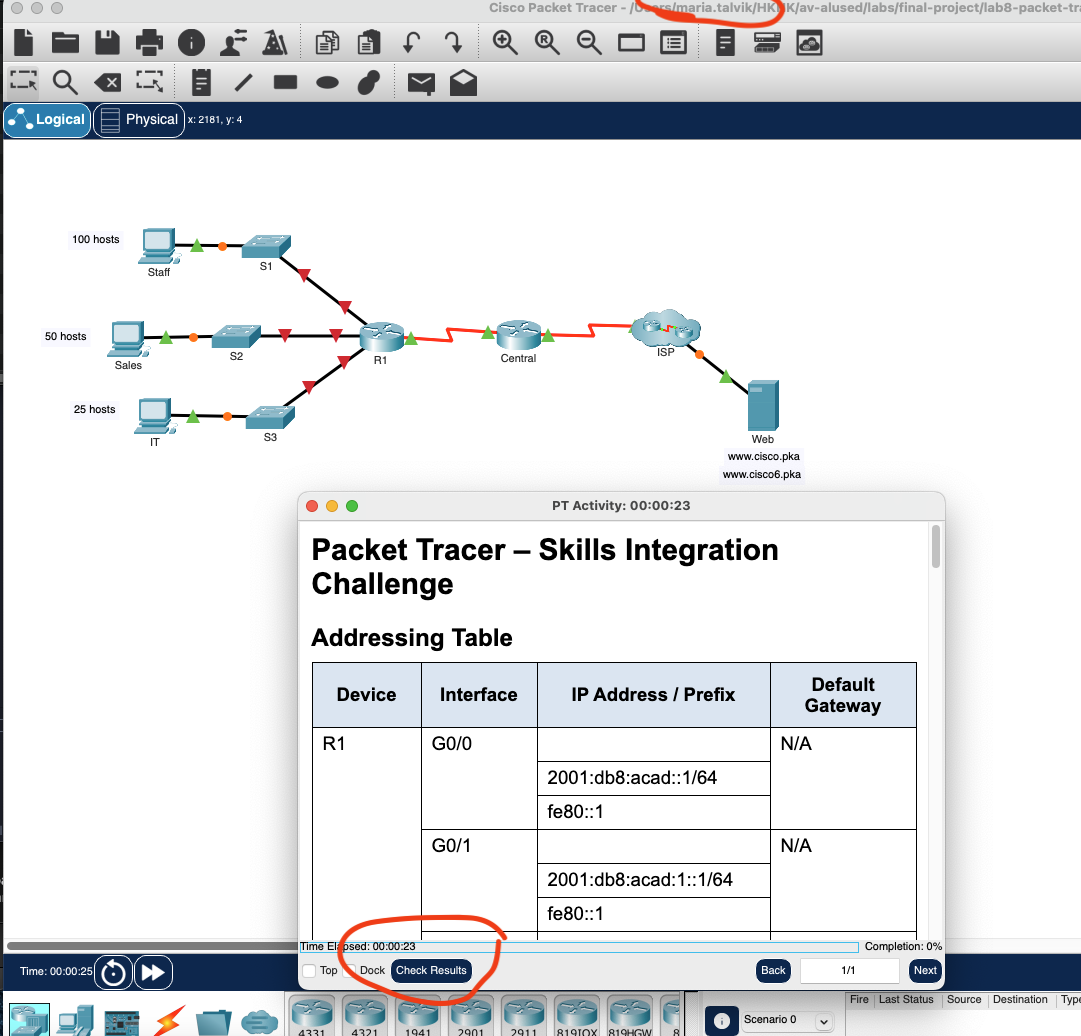 Cisco Packet Tracer - /Users/maria.talvik/HKHK/av-alused/labs/final-project/lab8-packet-tra
Logical
Physical
x: 2181, y: 4
100 hosts
Staff
S1
50 hosts
Sales
S2
R1
Central
ISP
25 hosts
IT
S3
Web
www.cisco.pka
www.cisco6.pka
PT Activity: 00:00:23
Packet Tracer – Skills Integration
Challenge
Addressing Table
Device Interface IP Address / Prefix Default Gateway
R1 G0/0 N/A
2001:db8:acad::1/64
fe80::1
G0/1 N/A
2001:db8:acad:1::1/64
fe80::1
Time Elapsed: 00:00:23 Completion: 0%
Top Dock Check Results Back 1/1 Next
Time: 00:00:25
Fire Last Status Source Destination Type
Scenario 0
4331 4321 1941 2901 2911 819IOX 819HGW 8